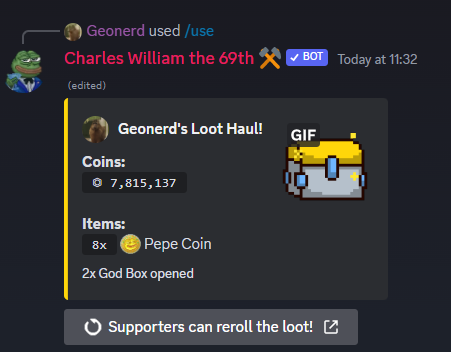 Geonerd used /use
Charles William the 69th ✔ BOT Today at 11:32
(edited)
Geonerd's Loot Haul!
GIF
Coins:
7,815,137
Items:
8x Pepe Coin
2x God Box opened
Supporters can reroll the loot!